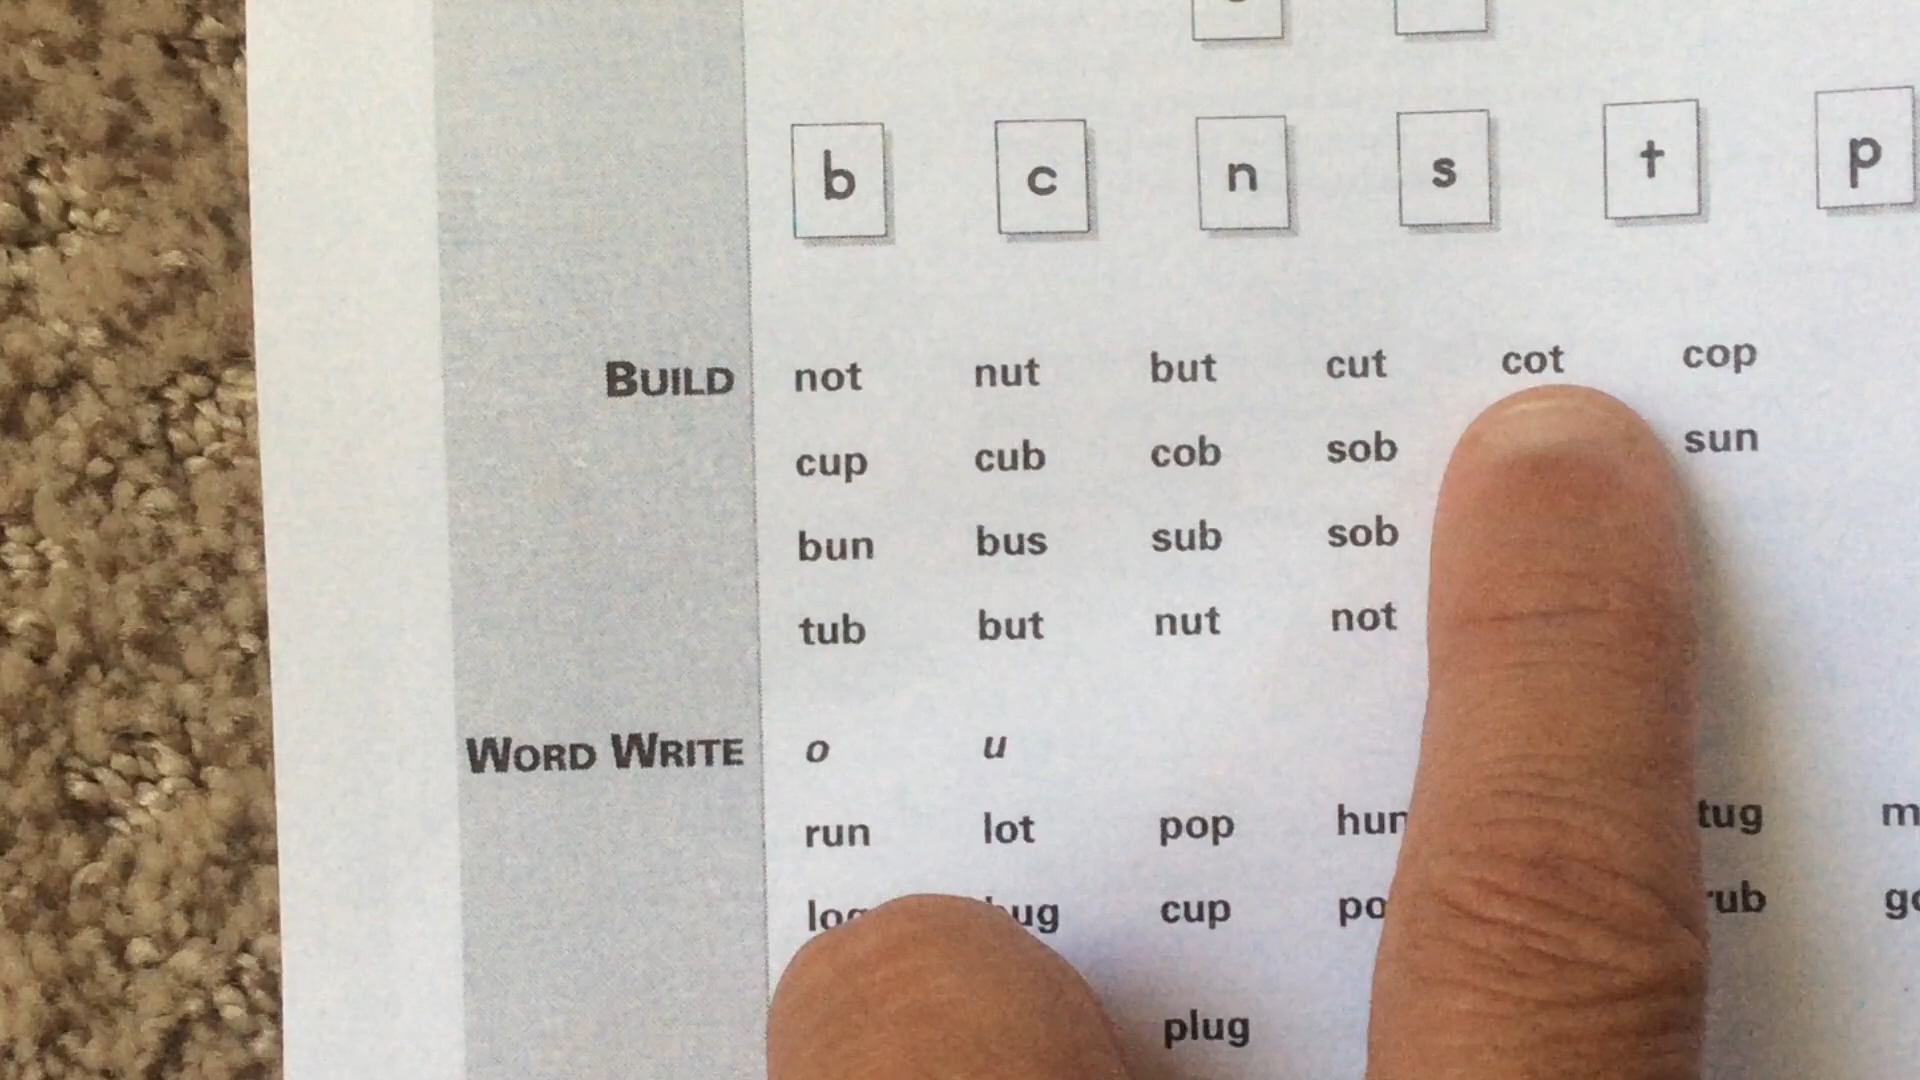 b c n s t p
BUILD not nut but cut cot cop
cup cub cob sob sun
bun bus sub sob
tub but nut not
WORD WRITE o u
run lot pop tug
cup
plug